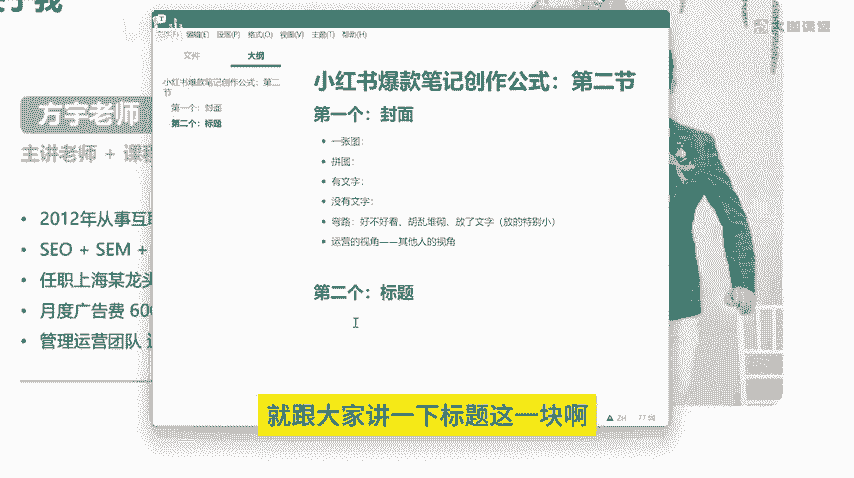 关于我
方宇老师
主讲老师 + 课程
2012年从事互联
SEO + SEM +
任职上海某龙头
月度广告费 600
管理运营团队
编辑(E) 段落(P) 格式(O) 视图(V) 主题(T) 帮助(H)
文件 大纲
小红书爆款笔记创作公式：第二节
第一个：封面
第二个：标题
小红书爆款笔记创作公式：第二节
第一个：封面
一张图：
拼图：
有文字：
没有文字：
弯路：好不好看、胡乱堆砌、放了文字（放的特别小）
运营的视角——其他人的视角
第二个：标题
77 词
就跟大家讲一下标题这一块啊